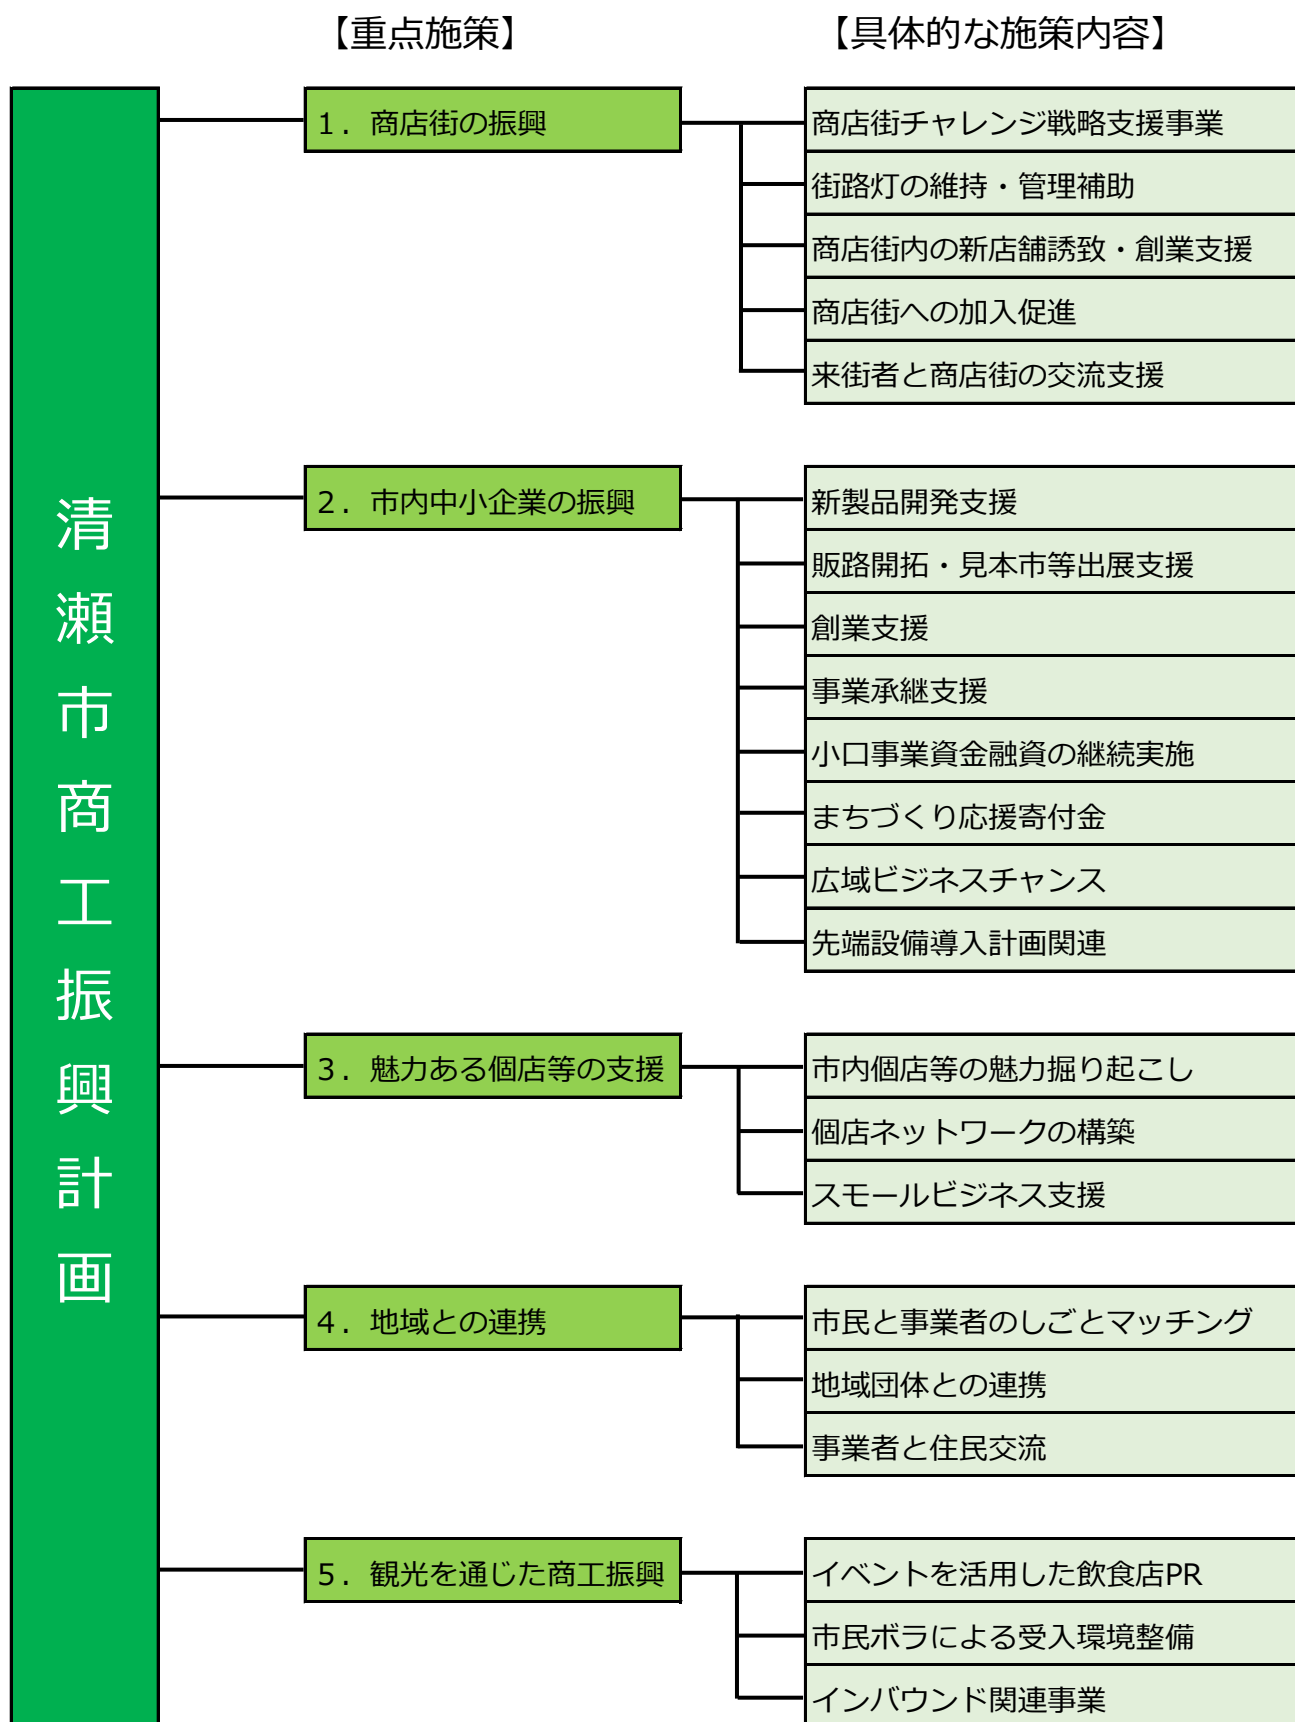 【重点施策】
【具体的な施策内容】
清瀬市商工振興計画
1．商店街の振興
商店街チャレンジ戦略支援事業
街路灯の維持・管理補助
商店街内の新店舗誘致・創業支援
商店街への加入促進
来街者と商店街の交流支援
2．市内中小企業の振興
新製品開発支援
販路開拓・見本市等出展支援
創業支援
事業承継支援
小口事業資金融資の継続実施
まちづくり応援寄付金
広域ビジネスチャンス
先端設備導入計画関連
3．魅力ある個店等の支援
市内個店等の魅力掘り起こし
個店ネットワークの構築
スモールビジネス支援
4．地域との連携
市民と事業者のしごとマッチング
地域団体との連携
事業者と住民交流
5．観光を通じた商工振興
イベントを活用した飲食店PR
市民ボラによる受入環境整備
インバウンド関連事業